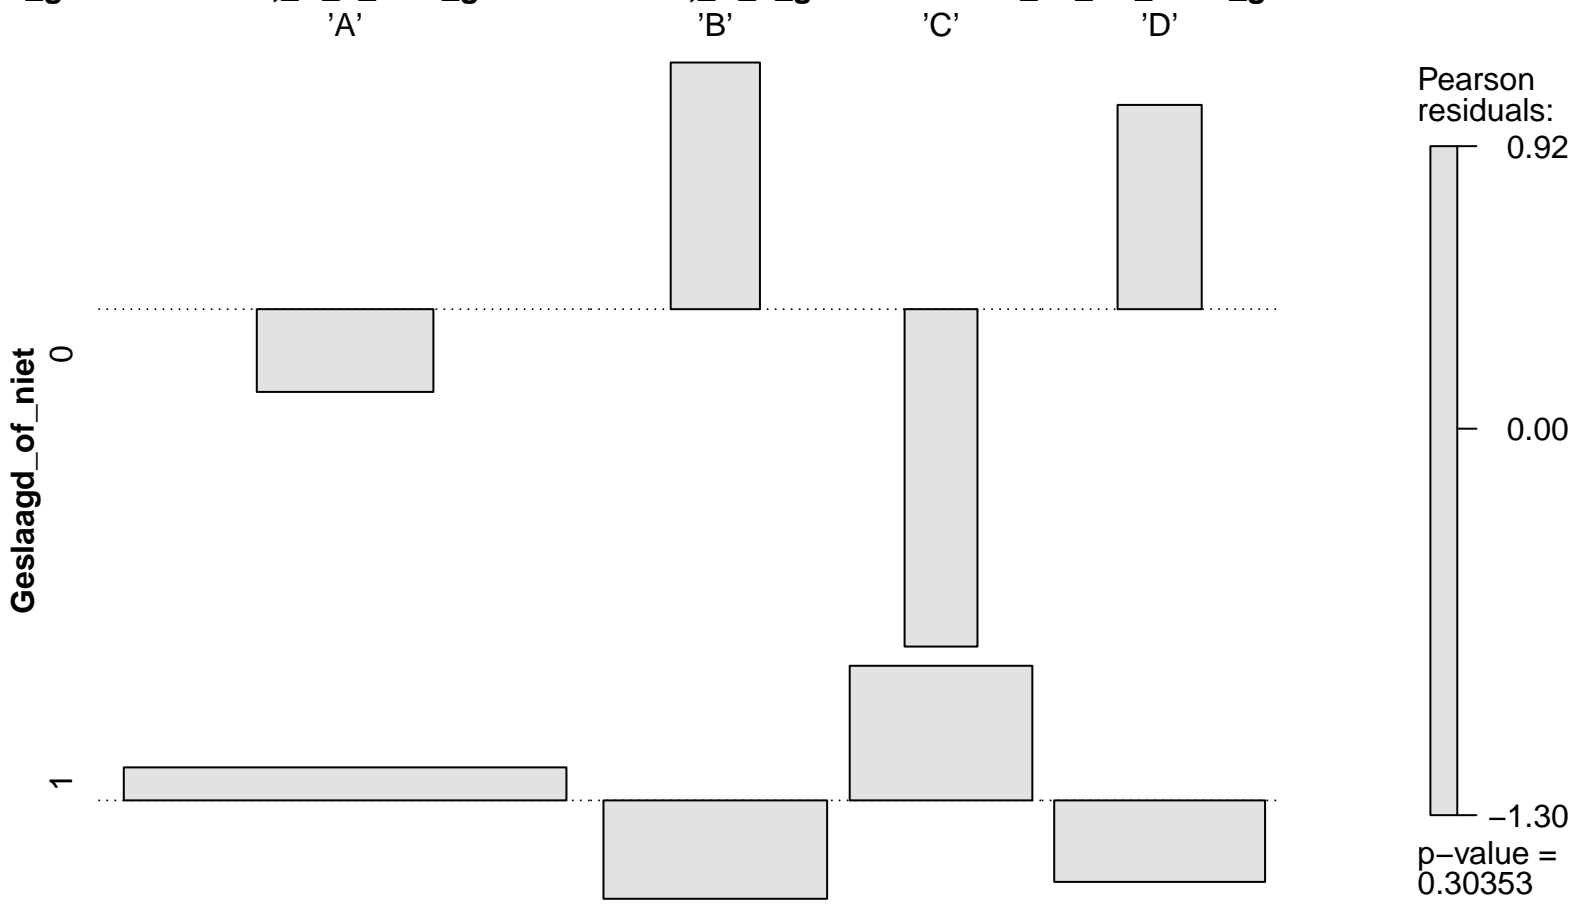 'A' 'B' 'C' 'D'
Pearson
residuals:
0.92
0.00
−1.30
p−value =
0.30353
Geslaagd_of_niet
0
1